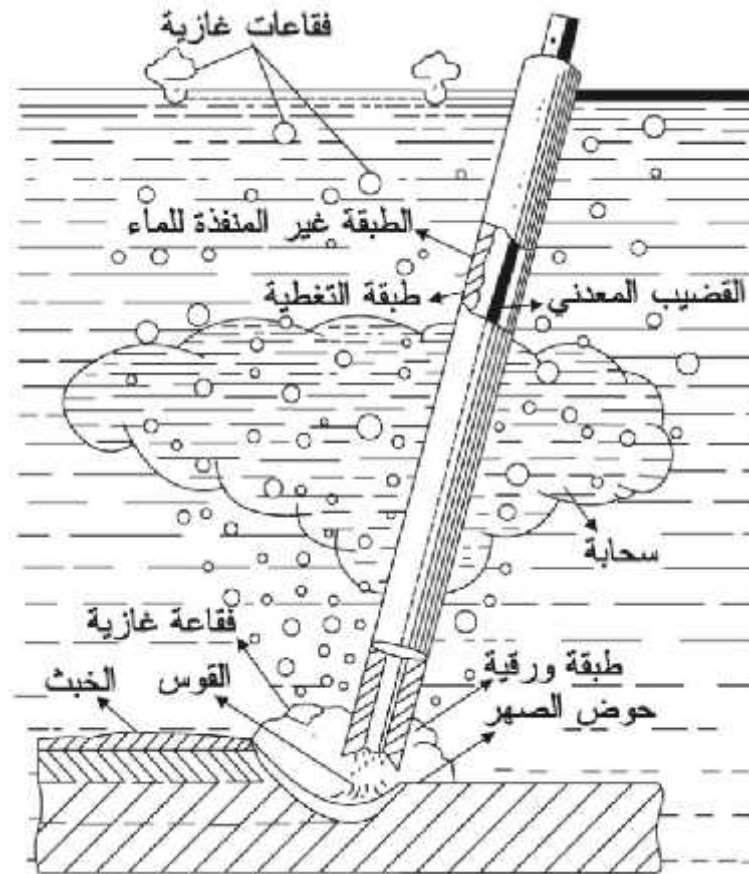 فقاعات غازية
الطبقة غير المنفذة للماء
القضيب المعدني
طبقة التغطية
سحابة
فقاعة غازية
طبقة ورقية
القوس
الخبث
حوض الصهر